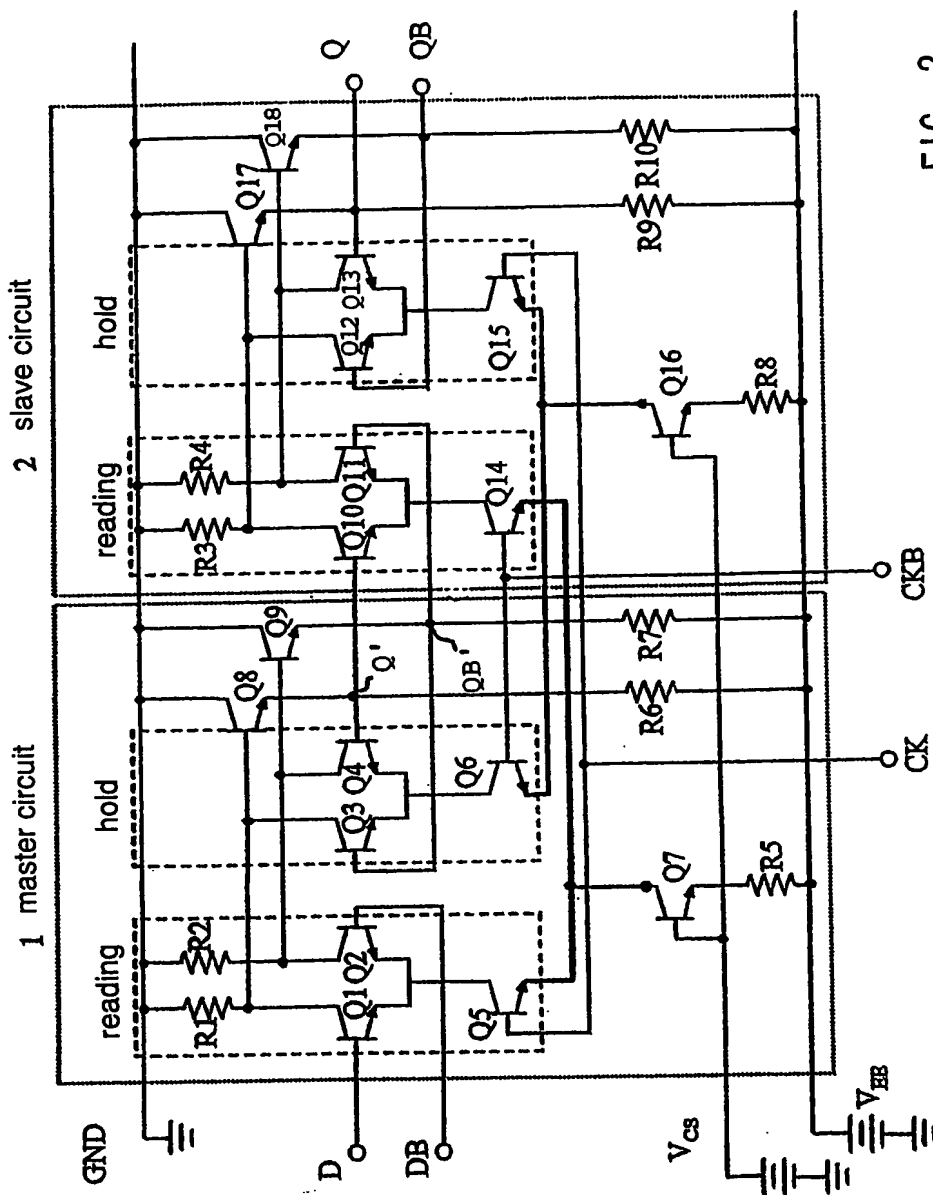 1 master circuit
2 slave circuit
reading
hold
reading
hold
GND
R1
R2
Q8
Q9
R3
R4
Q17
Q18
D
DB
Q1
Q2
Q3
Q4
Q'
QB'
Q10
Q11
Q12
Q13
Q
QB
Q5
Q6
Q14
Q15
Q7
R5
R6
R7
Q16
R8
R9
R10
VCS
VEE
CK
CKB
FIG 2